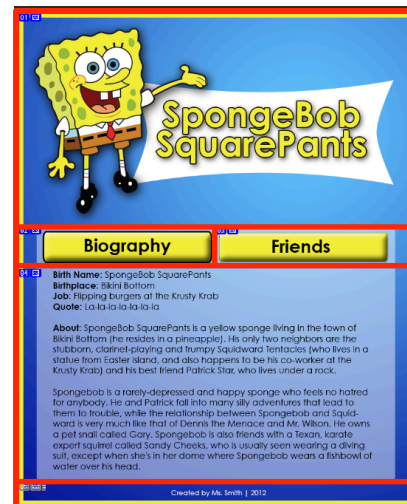 01
SpongeBob
SquarePants
02
03
Biography
Friends
04
Birth Name: SpongeBob SquarePants
Birthplace: Bikini Bottom
Job: Flipping burgers at the Krusty Krab
Quote: La-la-la-la-la-la-la
About: SpongeBob SquarePants is a yellow sponge living in the town of
Bikini Bottom (he resides in a pineapple). His only two neighbors are the
stubborn, clarinet-playing and frumpy Squidward Tentacles (who lives in a
statue from Easter Island, and also happens to be his co-worker at the
Krusty Krab) and his best friend Patrick Star, who lives under a rock.
Spongebob is a rarely-depressed and happy sponge who feels no hatred
for anybody. He and Patrick fall into many silly adventures that lead to
them to trouble, while the relationship between Spongebob and Squid-
ward is very much like that of Dennis the Menace and Mr. Wilson. He owns
a pet snail called Gary. Spongebob is also friends with a Texan, karate
expert squirrel called Sandy Cheeks, who is usually seen wearing a diving
suit, except when she's in her dome where Spongebob wears a fishbowl of
water over his head.
Created by Ms. Smith | 2012